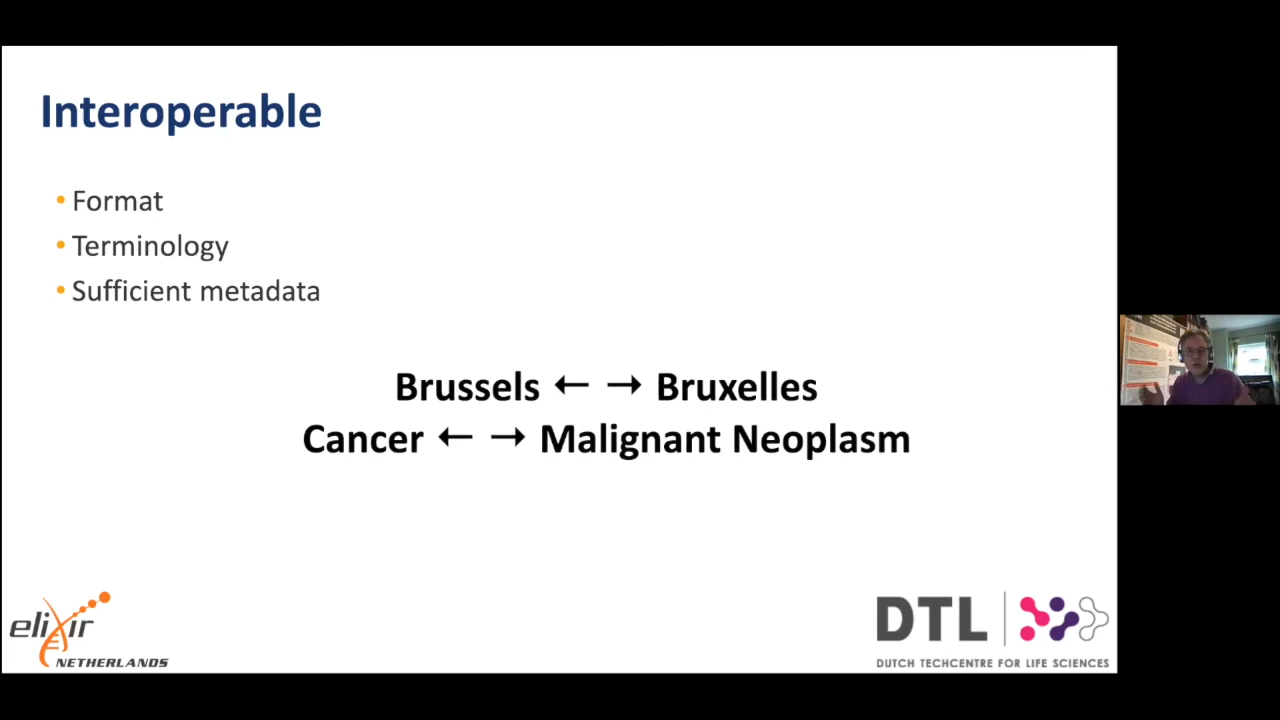 Interoperable
• Format
• Terminology
• Sufficient metadata
Brussels ← → Bruxelles
Cancer ← → Malignant Neoplasm
elixir
NETHERLANDS
DTL
DUTCH TECHCENTRE FOR LIFE SCIENCES